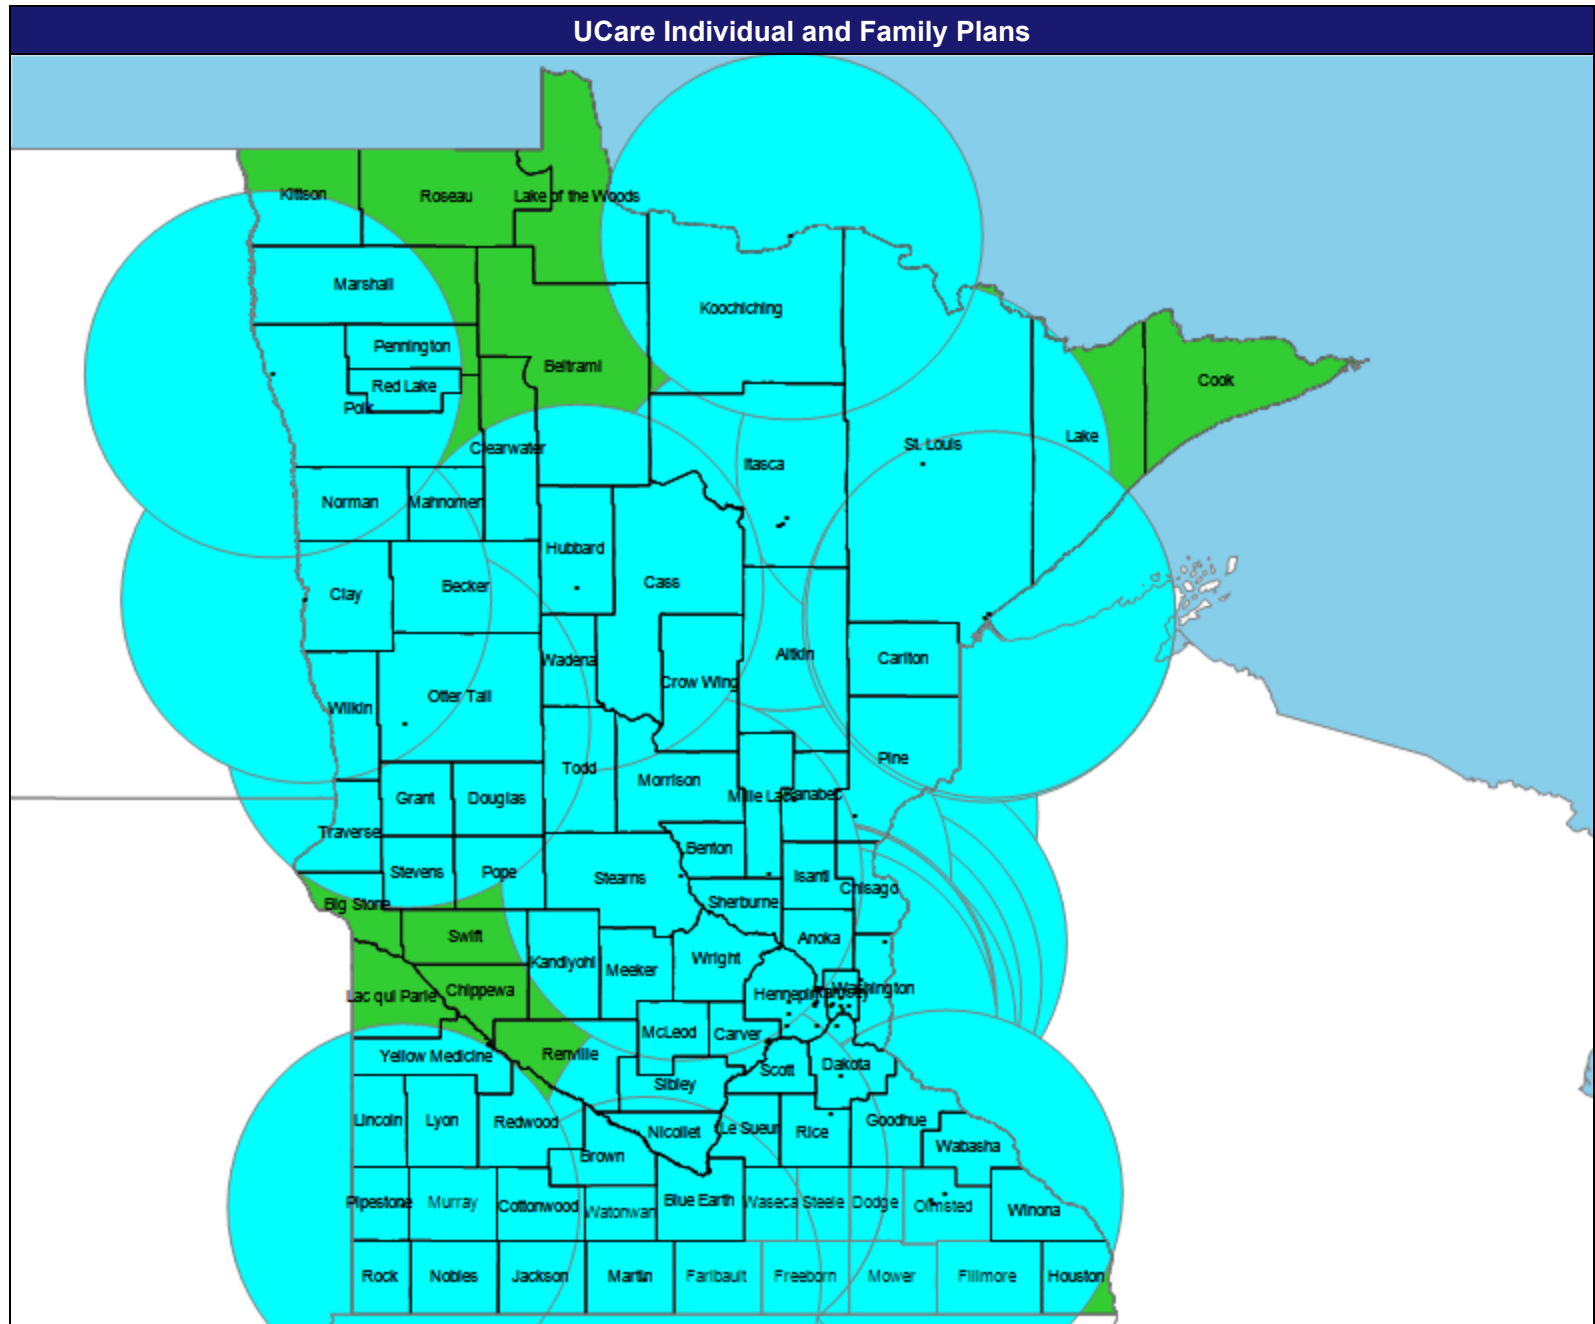 UCare Individual and Family Plans
Kittson
Roseau
Lake of the Woods
Marshall
Koochiching
Pennington
Beltrami
Red Lake
Cook
Polk
Lake
Clearwater
St. Louis
Itasca
Norman
Mahnomen
Hubbard
Cass
Becker
Clay
Aitkin
Carlton
Wadena
Crow Wing
Otter Tail
Wilkin
Pine
Todd
Morrison
Mille Lacs
Kanabec
Grant
Douglas
Traverse
Benton
Stevens
Pope
Stearns
Isanti
Chisago
Sherburne
Big Stone
Swift
Anoka
Wright
Kandiyohi
Meeker
Chippewa
Lac qui Parle
Hennepin
Ramsey
Washington
McLeod
Carver
Renville
Yellow Medicine
Scott
Dakota
Sibley
Lincoln
Lyon
Redwood
Nicollet
Le Sueur
Rice
Goodhue
Wabasha
Brown
Pipestone
Murray
Cottonwood
Watonwan
Blue Earth
Waseca
Steele
Dodge
Olmsted
Winona
Rock
Nobles
Jackson
Martin
Faribault
Freeborn
Mower
Fillmore
Houston